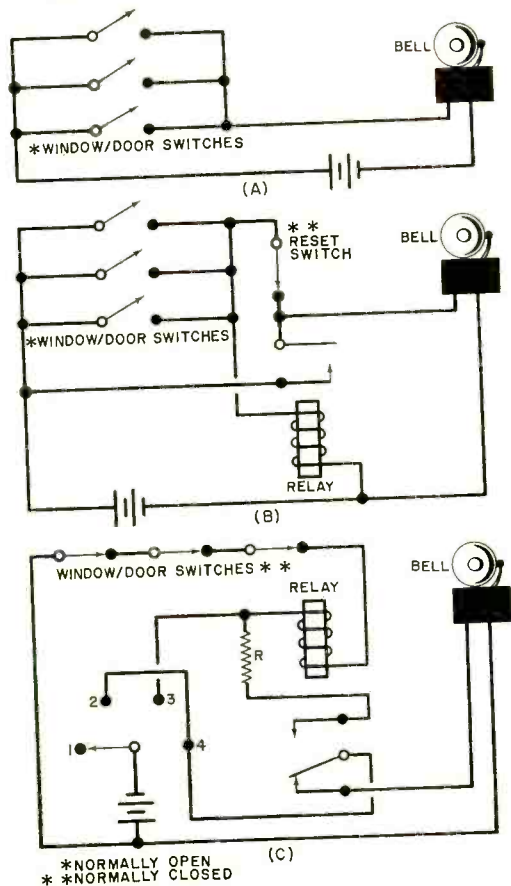 BELL
*WINDOW/DOOR SWITCHES
(A)
* *
RESET
SWITCH
BELL
*WINDOW/DOOR SWITCHES
RELAY
(B)
WINDOW/DOOR SWITCHES * *
BELL
RELAY
R
2
3
1
4
(C)
*NORMALLY OPEN
* *NORMALLY CLOSED